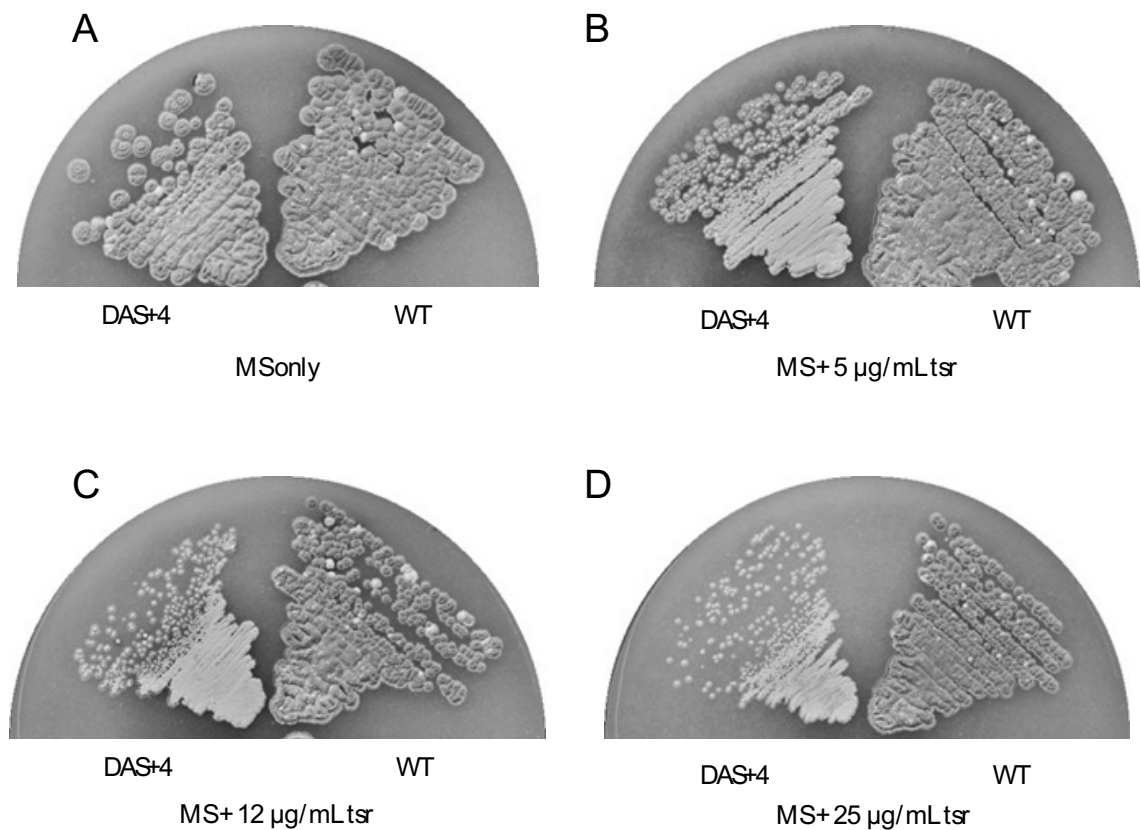 A
B
DAS+4
WT
DAS+4
WT
MSonly
MS+ 5 µg/mLtsr
C
D
DAS+4
WT
DAS+4
WT
MS+ 12 µg/mLtsr
MS+ 25 µg/mLtsr